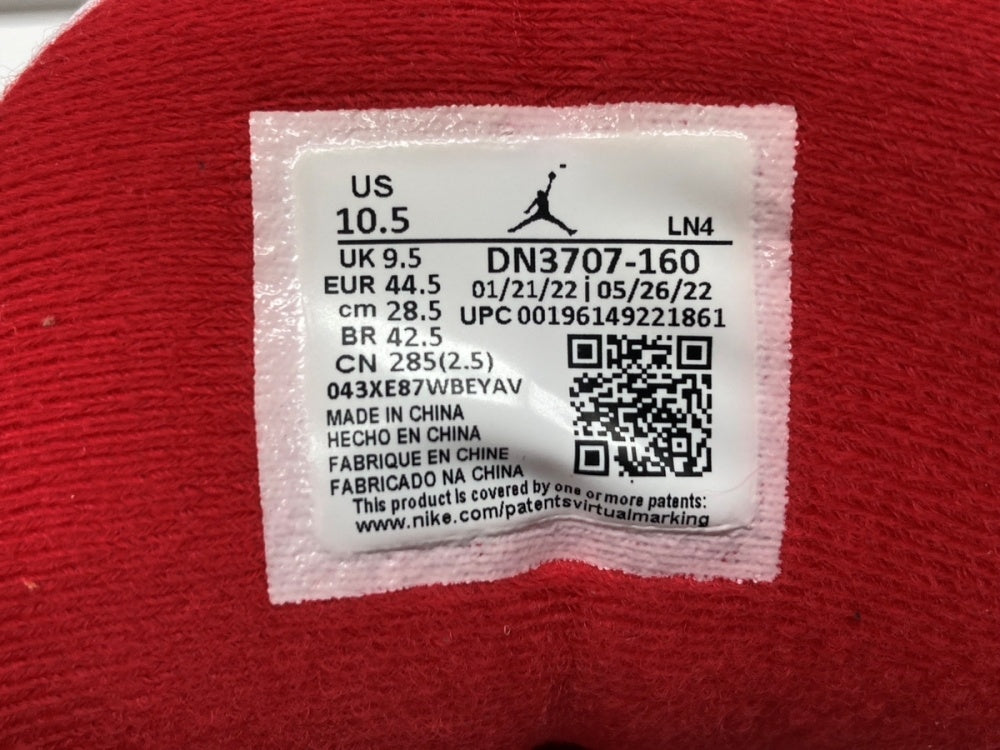 US
10.5
LN4
UK 9.5
EUR 44.5
cm 28.5
BR 42.5
CN 285(2.5)
DN3707-160
01/21/22 | 05/26/22
UPC 00196149221861
043XE87WBEYAV
MADE IN CHINA
HECHO EN CHINA
FABRIQUE EN CHINE
FABRICADO NA CHINA
This product is covered by one or more patents:
www.nike.com/patentsvirtualmarking